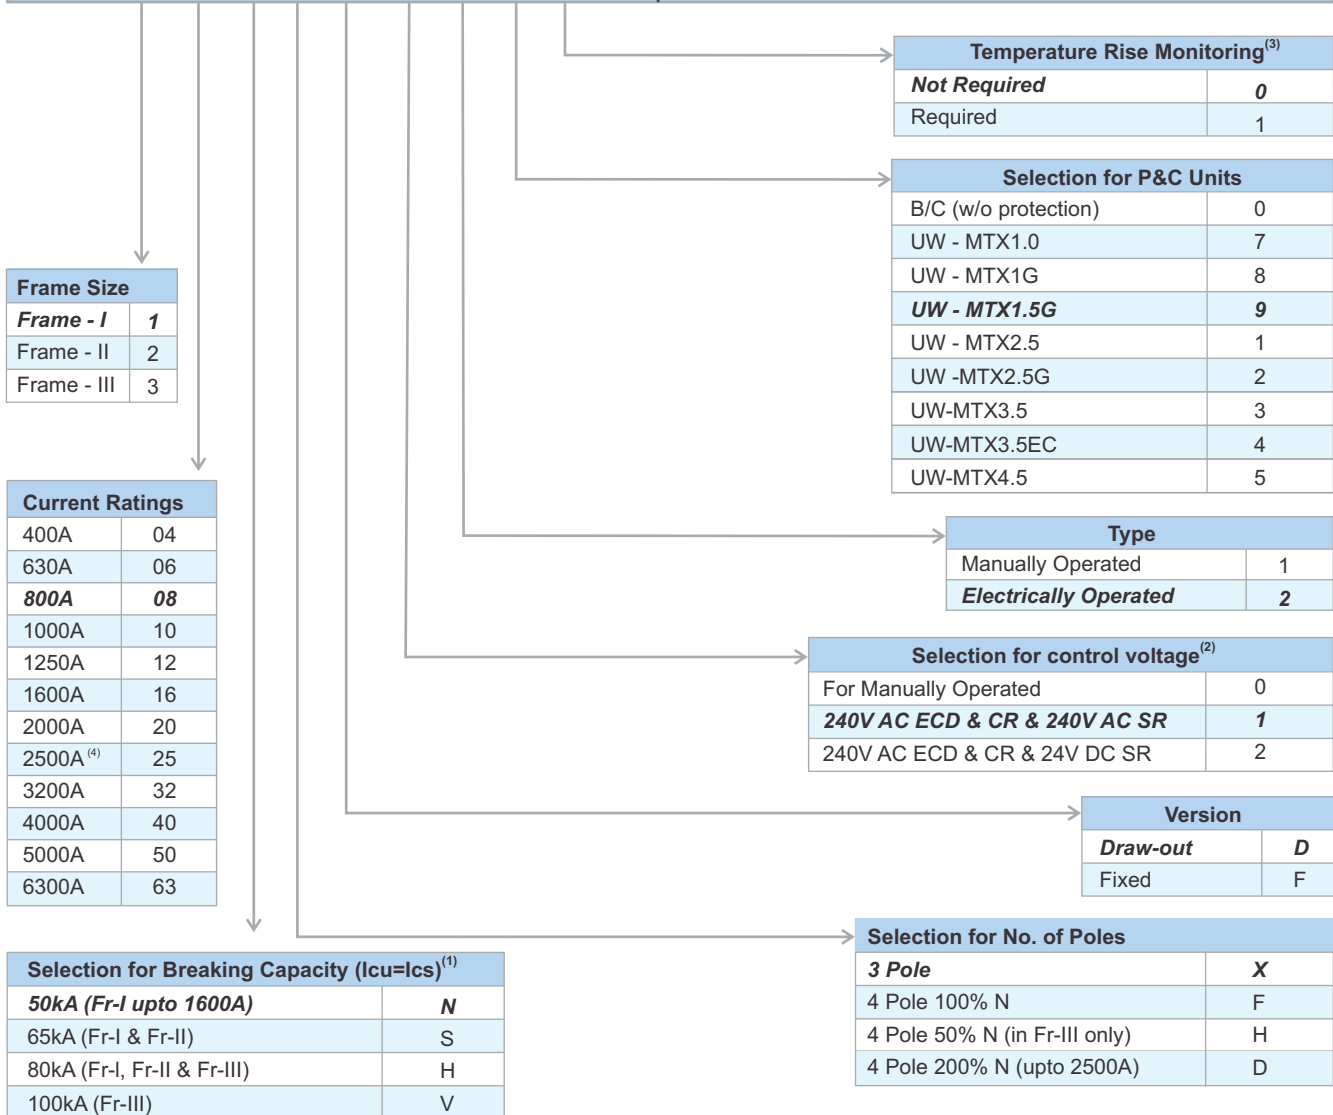 Temperature Rise Monitoring(3)
Not Required 0
Required 1
Selection for P&C Units
B/C (w/o protection) 0
UW - MTX1.0 7
UW - MTX1G 8
UW - MTX1.5G 9
UW - MTX2.5 1
UW -MTX2.5G 2
UW-MTX3.5 3
UW-MTX3.5EC 4
UW-MTX4.5 5
Frame Size
Frame - I 1
Frame - II 2
Frame - III 3
Current Ratings
400A 04
630A 06
800A 08
1000A 10
1250A 12
1600A 16
2000A 20
2500A (4) 25
3200A 32
4000A 40
5000A 50
6300A 63
Type
Manually Operated 1
Electrically Operated 2
Selection for control voltage(2)
For Manually Operated 0
240V AC ECD & CR & 240V AC SR 1
240V AC ECD & CR & 24V DC SR 2
Version
Draw-out D
Fixed F
Selection for No. of Poles
3 Pole X
4 Pole 100% N F
4 Pole 50% N (in Fr-III only) H
4 Pole 200% N (upto 2500A) D
Selection for Breaking Capacity (Icu=Ics)(1)
50kA (Fr-I upto 1600A) N
65kA (Fr-I & Fr-II) S
80kA (Fr-I, Fr-II & Fr-III) H
100kA (Fr-III) V